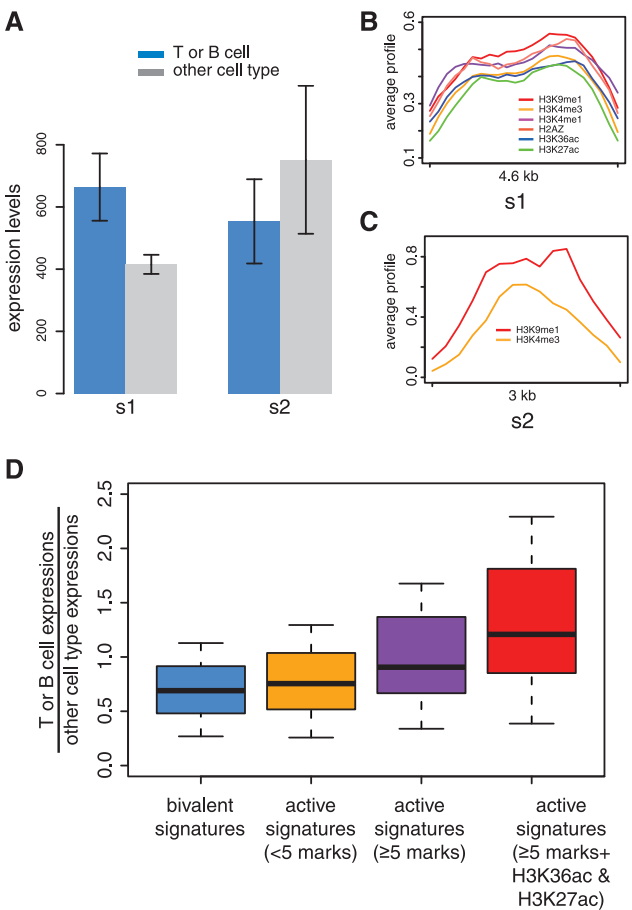 A
T or B cell
other cell type
expression levels
800
600
400
200
0
s1
s2
B
average profile
0.6
0.3
0.1
H3K9me1
H3K4me3
H3K4me1
H2AZ
H3K36ac
H3K27ac
4.6 kb
s1
C
average profile
0.8
0.4
0.0
H3K9me1
H3K4me3
3 kb
s2
D
T or B cell expressions
other cell type expressions
2.5
2.0
1.5
1.0
0.5
0.0
bivalent
signatures
active
signatures
(<5 marks)
active
signatures
(≥5 marks)
active
signatures
(≥5 marks+
H3K36ac &
H3K27ac)